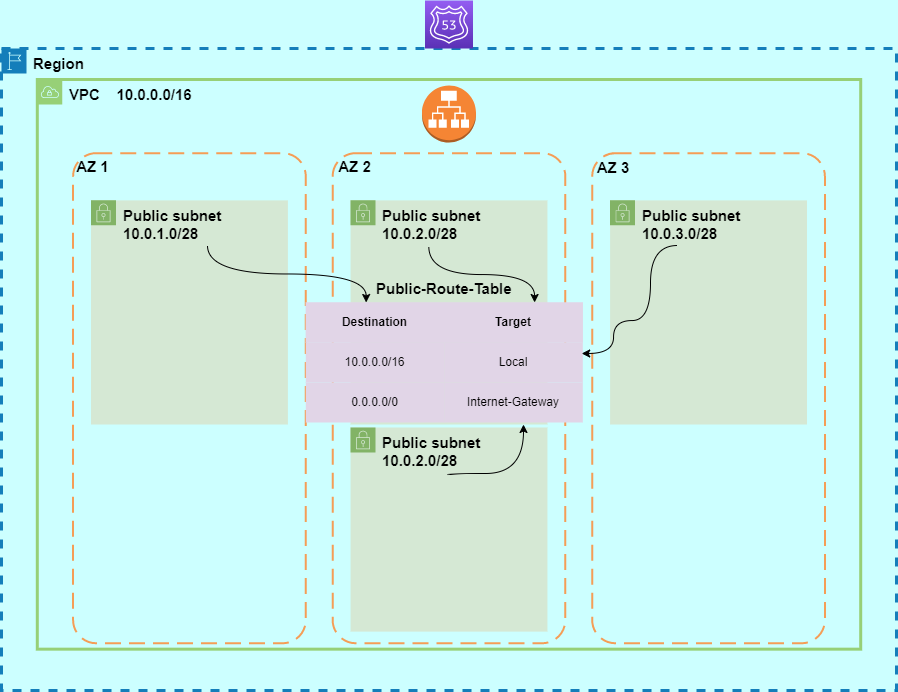 53
Region
VPC 10.0.0.0/16
AZ 1
AZ 2
AZ 3
Public subnet
10.0.1.0/28
Public subnet
10.0.2.0/28
Public subnet
10.0.3.0/28
Public-Route-Table
Destination Target
10.0.0.0/16 Local
0.0.0.0/0 Internet-Gateway
Public subnet
10.0.2.0/28